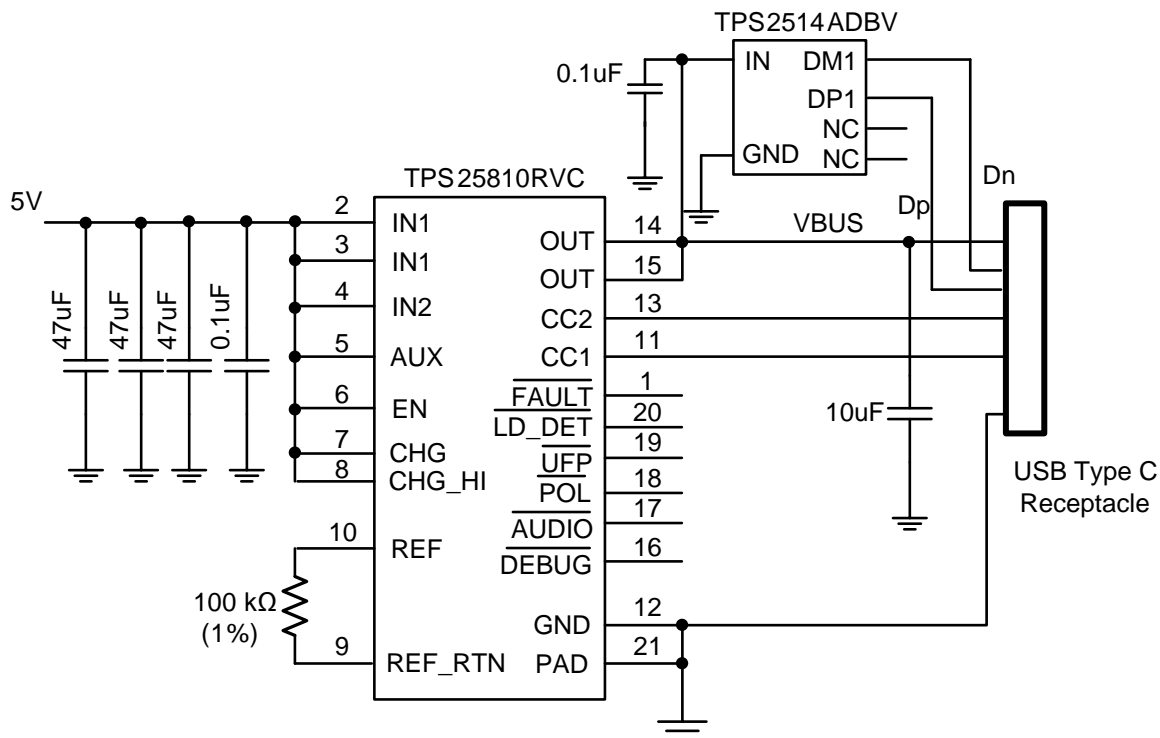 TPS2514ADBV
0.1uF
IN
DM1
DP1
NC
NC
GND
TPS25810RVC
5V
47uF
47uF
47uF
0.1uF
2
IN1
3
IN1
4
IN2
5
AUX
6
EN
7
CHG
8
CHG_HI
10
REF
100 kΩ
(1%)
9
REF_RTN
OUT
14
OUT
15
CC2
13
CC1
11
FAULT
1
LD_DET
20
UFP
19
POL
18
AUDIO
17
DEBUG
16
GND
12
PAD
21
VBUS
Dp
Dn
10uF
USB Type C
Receptacle